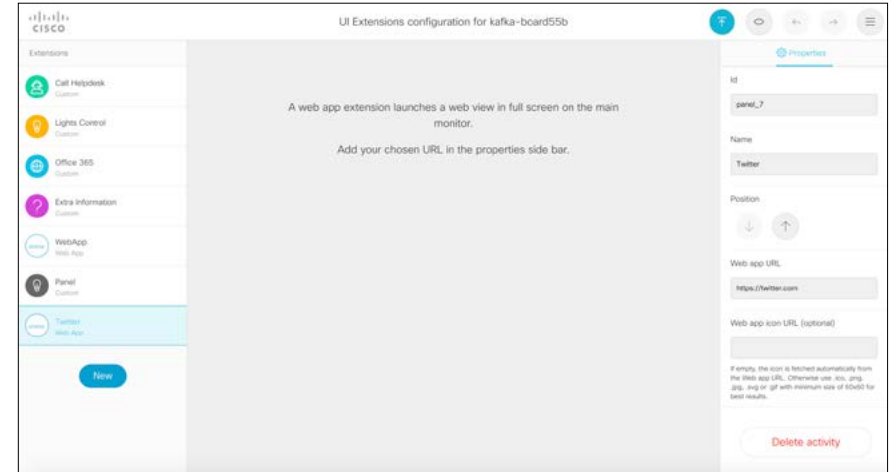 CISCO
UI Extensions configuration for kafka-board55b
Extensions
Call Helpdesk
Custom
Lights Control
Custom
Office 365
Custom
Extra Information
Custom
WebApp
Web App
Panel
Custom
Twitter
Web App
New
A web app extension launches a web view in full screen on the main
monitor.
Add your chosen URL in the properties side bar.
Properties
Id
panel_7
Name
Twitter
Position
Web app URL
https://twitter.com
Web app icon URL (optional)
If empty, the icon is fetched automatically from
the Web app URL. Otherwise use .ico, .png,
.jpg, .svg or .gif with minimum size of 60x60 for
best results.
Delete activity